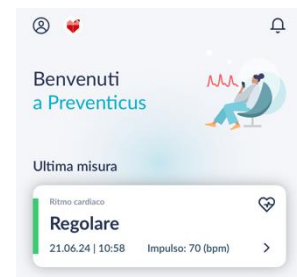 Benvenuti
a Preventicus
Ultima misura
Ritmo cardiaco
Regolare
21.06.24 | 10:58 Impulso: 70 (bpm)